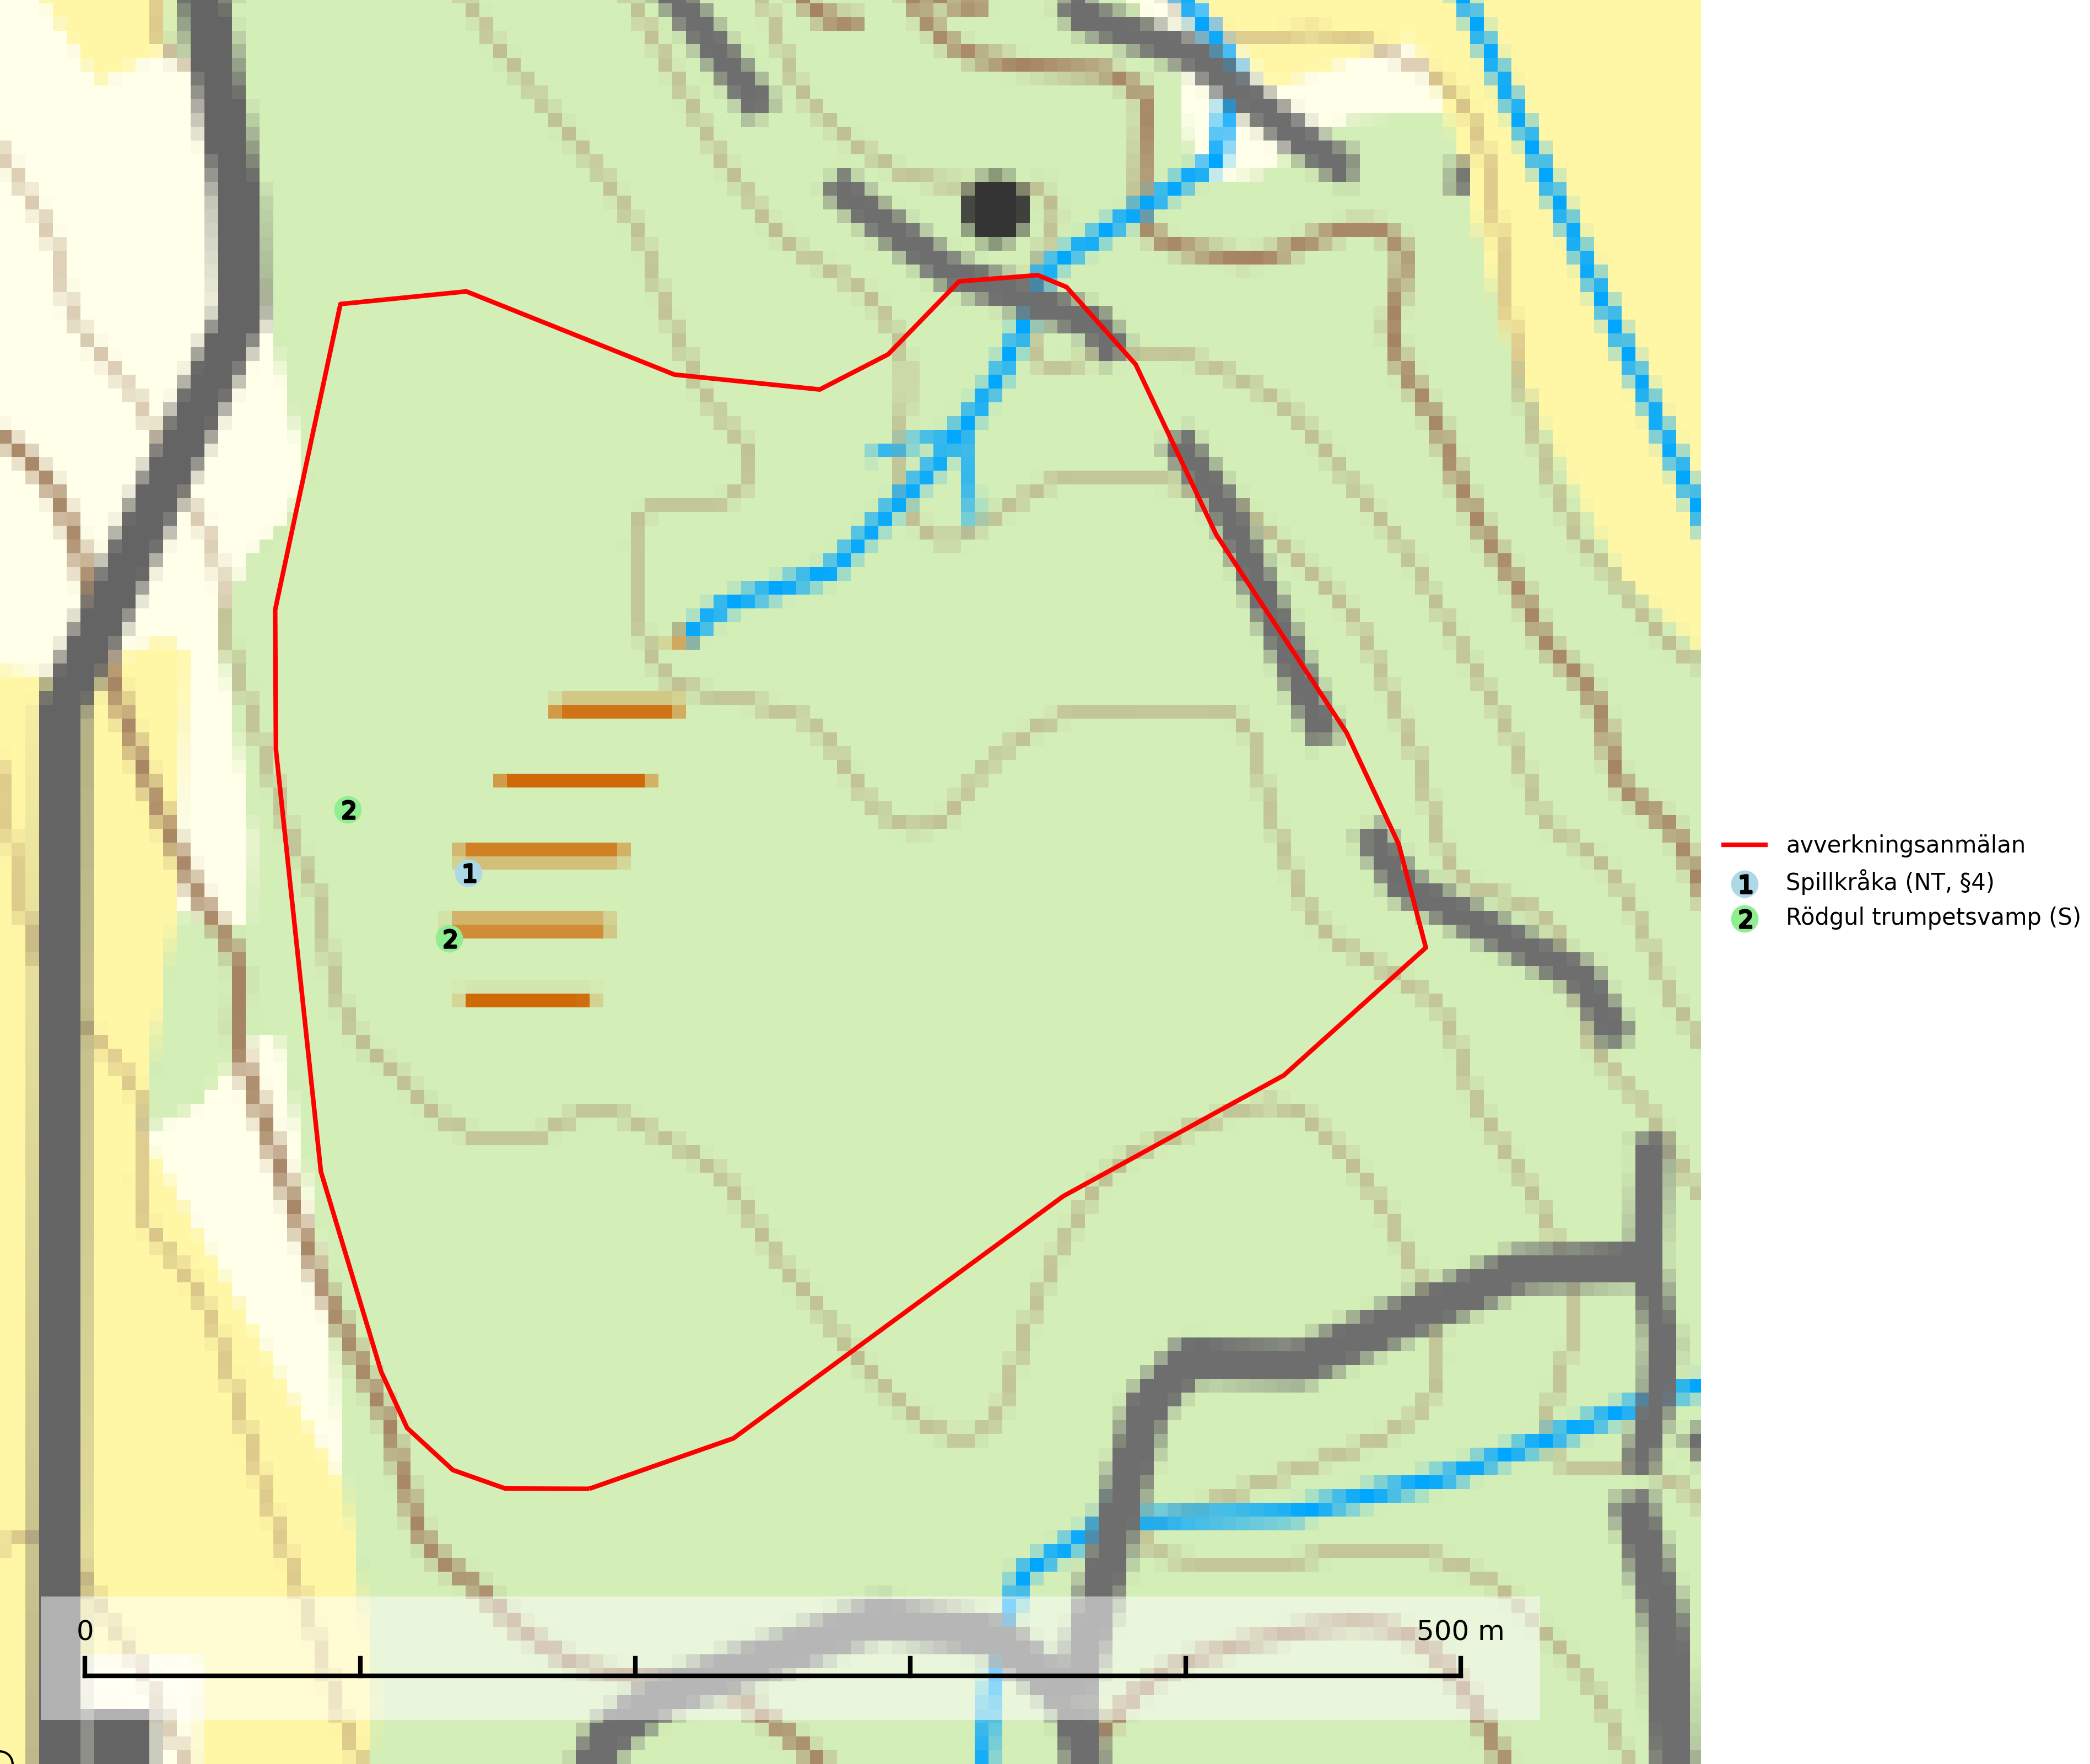 2
1
2
avverkningsanmälan
1 Spillkråka (NT, §4)
2 Rödgul trumpetsvamp (S)
0 500 m